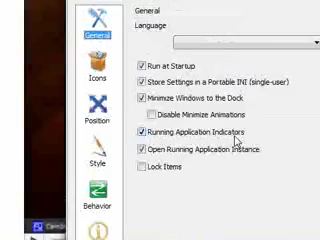 General
Language
General
Run at Startup
Icons
Store Settings in a Portable INI (single-user)
Minimize Windows to the Dock
Disable Minimize Animations
Position
Running Application Indicators
Open Running Application Instance
Style
Lock Items
Behavior